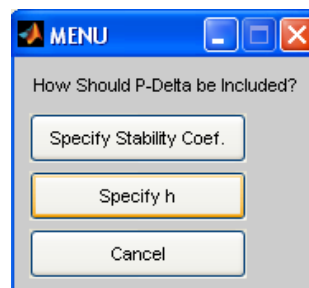 MENU
How Should P-Delta be Included?
Specify Stability Coef.
Specify h
Cancel